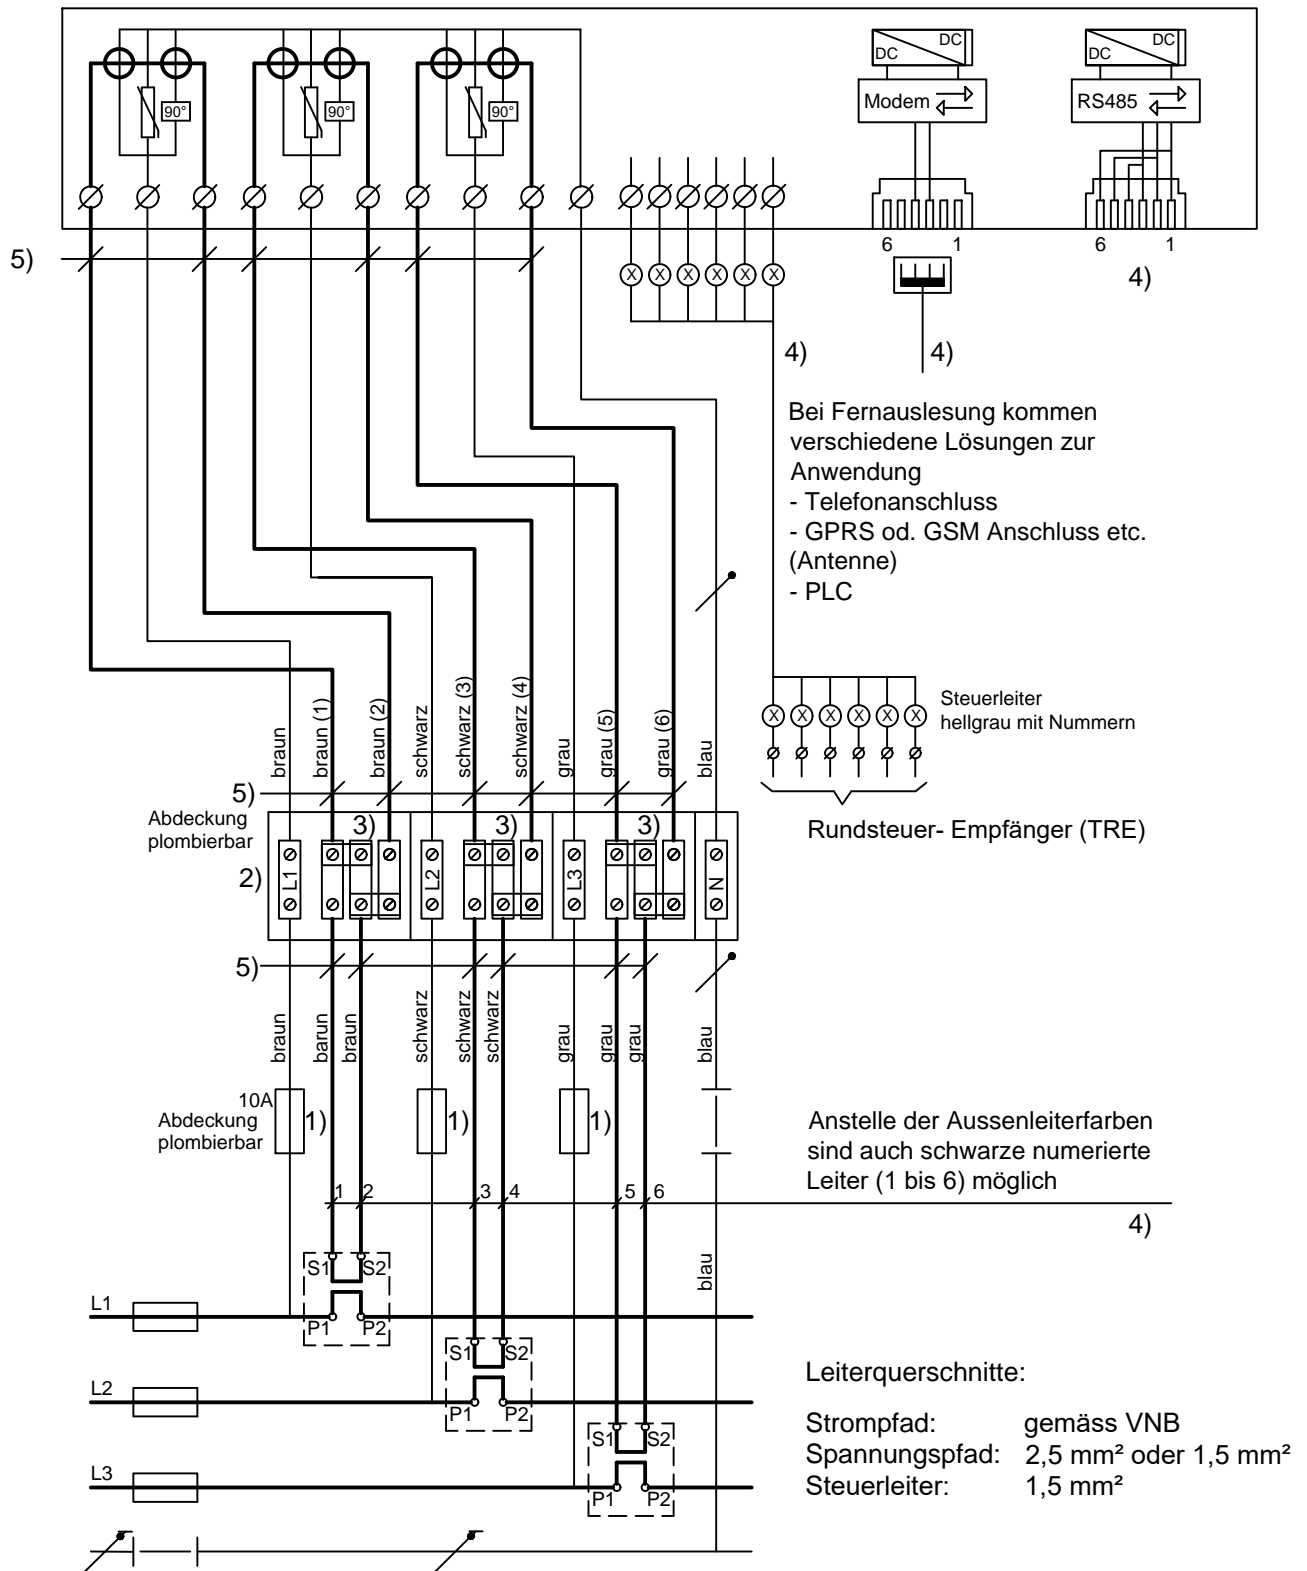 DC DC DC DC
Modem RS485
90° 90° 90°
6 1 6 1
5) 4)
X X X X X X
4) 4)
Bei Fernauslesung kommen
verschiedene Lösungen zur
Anwendung
- Telefonanschluss
- GPRS od. GSM Anschluss etc.
(Antenne)
- PLC
braun
braun (1)
braun (2)
schwarz
schwarz (3)
schwarz (4)
grau
grau (5)
grau (6)
blau
Steuerleiter
hellgrau mit Nummern
X X X X X X
5)
Rundsteuer- Empfänger (TRE)
Abdeckung
plombierbar
3) 3) 3)
2) L1 L2 L3 N
5)
braun
barun
braun
schwarz
schwarz
schwarz
grau
grau
grau
blau
10A
Abdeckung
plombierbar
1) 1) 1)
Anstelle der Aussenleiterfarben
sind auch schwarze numerierte
Leiter (1 bis 6) möglich
1 2 3 4 5 6
4)
blau
S1 S2
L1
P1 P2
S1 S2
L2
P1 P2
S1 S2
L3
P1 P2
Leiterquerschnitte:
Strompfad: gemäss VNB
Spannungspfad: 2,5 mm² oder 1,5 mm²
Steuerleiter: 1,5 mm²